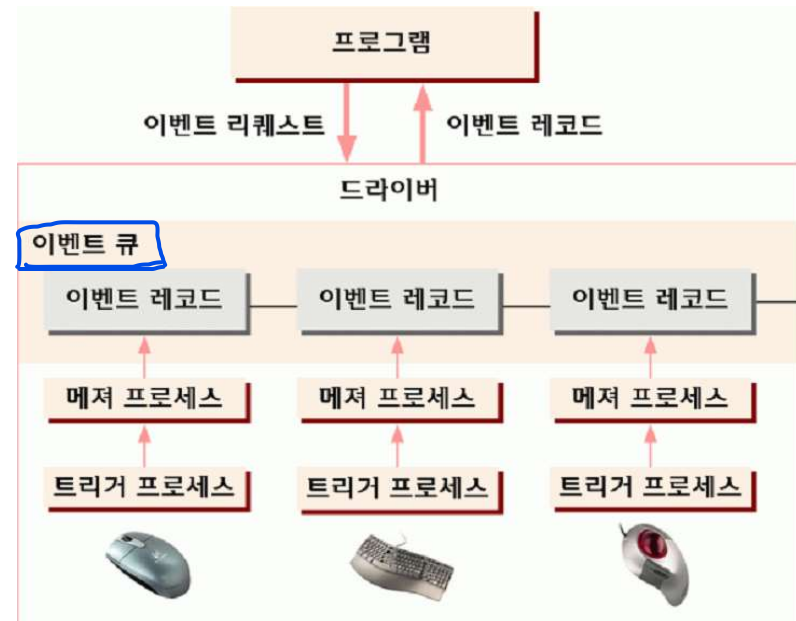 프로그램
이벤트 리퀘스트 이벤트 레코드
드라이버
이벤트 큐
이벤트 레코드 이벤트 레코드 이벤트 레코드
메져 프로세스 메져 프로세스 메져 프로세스
트리거 프로세스 트리거 프로세스 트리거 프로세스